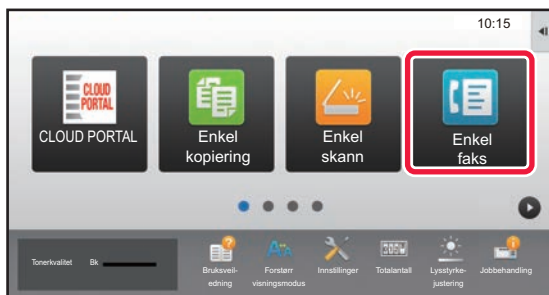 10:15
CLOUD
PORTAL
CLOUD PORTAL
Enkel
kopiering
Enkel
skann
Enkel
faks
Tonerkvalitet Bk
Bruksveil-
edning
Forstørr
visningsmodus
Innstillinger
Totalantall
Lysstyrke-
justering
Jobbehandling